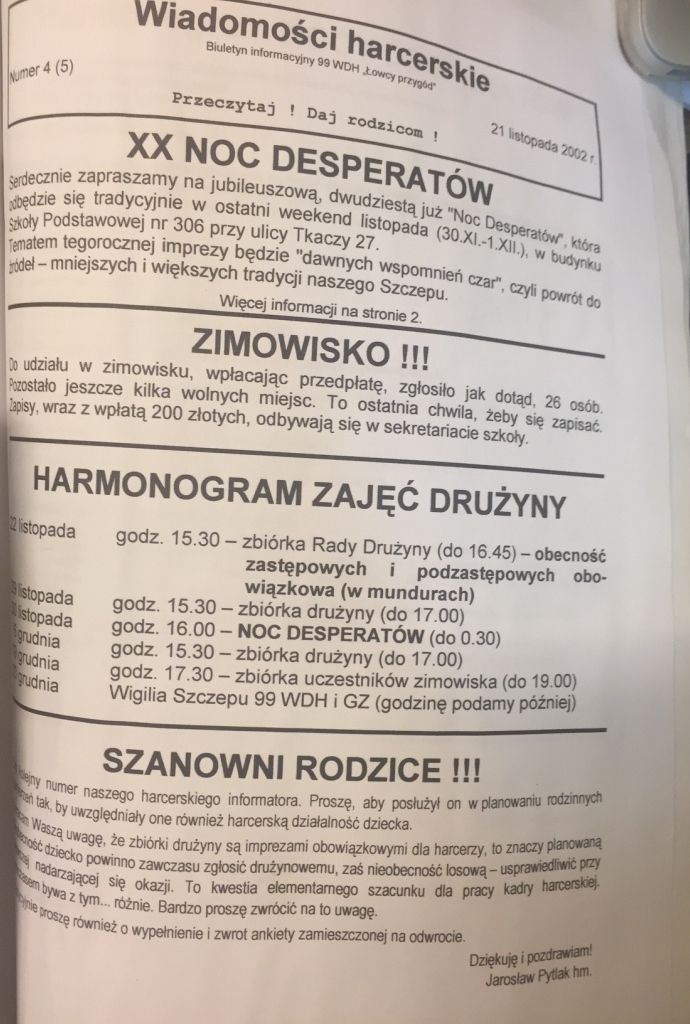 Wiadomości harcerskie
Biuletyn informacyjny 99 WDH „Łowcy przygód"
Numer 4 (5)
Przeczytaj ! Daj rodzicom !
21 listopada 2002 r.
XX NOC DESPERATÓW
Serdecznie zapraszamy na jubileuszową, dwudziestą już "Noc Desperatów", która
odbędzie się tradycyjnie w ostatni weekend listopada (30.XI.-1.XII.), w budynku
Szkoły Podstawowej nr 306 przy ulicy Tkaczy 27.
Tematem tegorocznej imprezy będzie "dawnych wspomnień czar", czyli powrót do
źródeł – mniejszych i większych tradycji naszego Szczepu.
Więcej informacji na stronie 2.
ZIMOWISKO !!!
Do udziału w zimowisku, wpłacając przedpłatę, zgłosiło jak dotąd, 26 osób.
Pozostało jeszcze kilka wolnych miejsc. To ostatnia chwila, żeby się zapisać.
Zapisy, wraz z wpłatą 200 złotych, odbywają się w sekretariacie szkoły.
HARMONOGRAM ZAJĘĆ DRUŻYNY
22 listopada godz. 15.30 – zbiórka Rady Drużyny (do 16.45) – obecność
zastępowych i podzastępowych obo-
wiązkowa (w mundurach)
listopada godz. 15.30 – zbiórka drużyny (do 17.00)
listopada godz. 16.00 – NOC DESPERATÓW (do 0.30)
grudnia godz. 15.30 – zbiórka drużyny (do 17.00)
grudnia godz. 17.30 – zbiórka uczestników zimowiska (do 19.00)
grudnia Wigilia Szczepu 99 WDH i GZ (godzinę podamy później)
SZANOWNI RODZICE !!!
numer naszego harcerskiego informatora. Proszę, aby posłużył on w planowaniu rodzinnych
tak, by uwzględniały one również harcerską działalność dziecka.
Waszą uwagę, że zbiórki drużyny są imprezami obowiązkowymi dla harcerzy, to znaczy planowaną
dziecko powinno zawczasu zgłosić drużynowemu, zaś nieobecność losową – usprawiedliwić przy
nadarzającej się okazji. To kwestia elementarnego szacunku dla pracy kadry harcerskiej.
bywa z tym... różnie. Bardzo proszę zwrócić na to uwagę.
proszę również o wypełnienie i zwrot ankiety zamieszczonej na odwrocie.
Dziękuję i pozdrawiam!
Jarosław Pytlak hm.